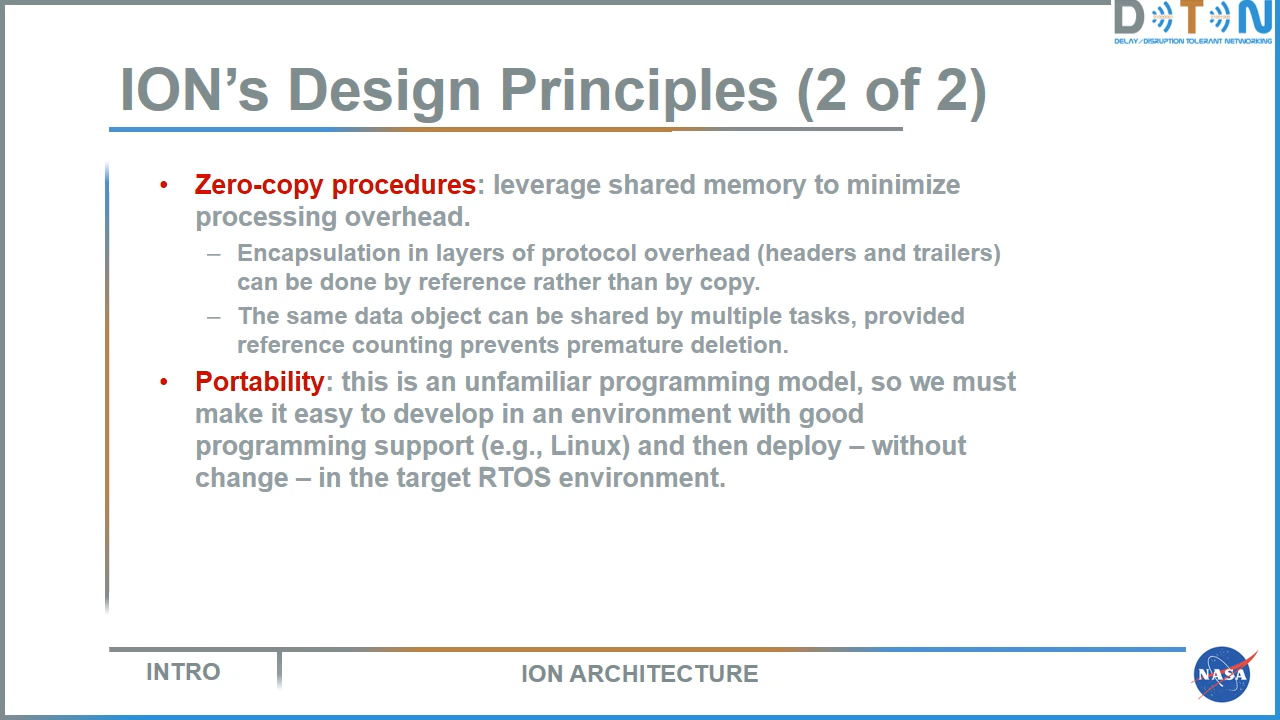 DTN
DELAY/DISRUPTION TOLERANT NETWORKING
ION’s Design Principles (2 of 2)
• Zero-copy procedures: leverage shared memory to minimize
processing overhead.
– Encapsulation in layers of protocol overhead (headers and trailers)
can be done by reference rather than by copy.
– The same data object can be shared by multiple tasks, provided
reference counting prevents premature deletion.
• Portability: this is an unfamiliar programming model, so we must
make it easy to develop in an environment with good
programming support (e.g., Linux) and then deploy – without
change – in the target RTOS environment.
INTRO
ION ARCHITECTURE
NASA